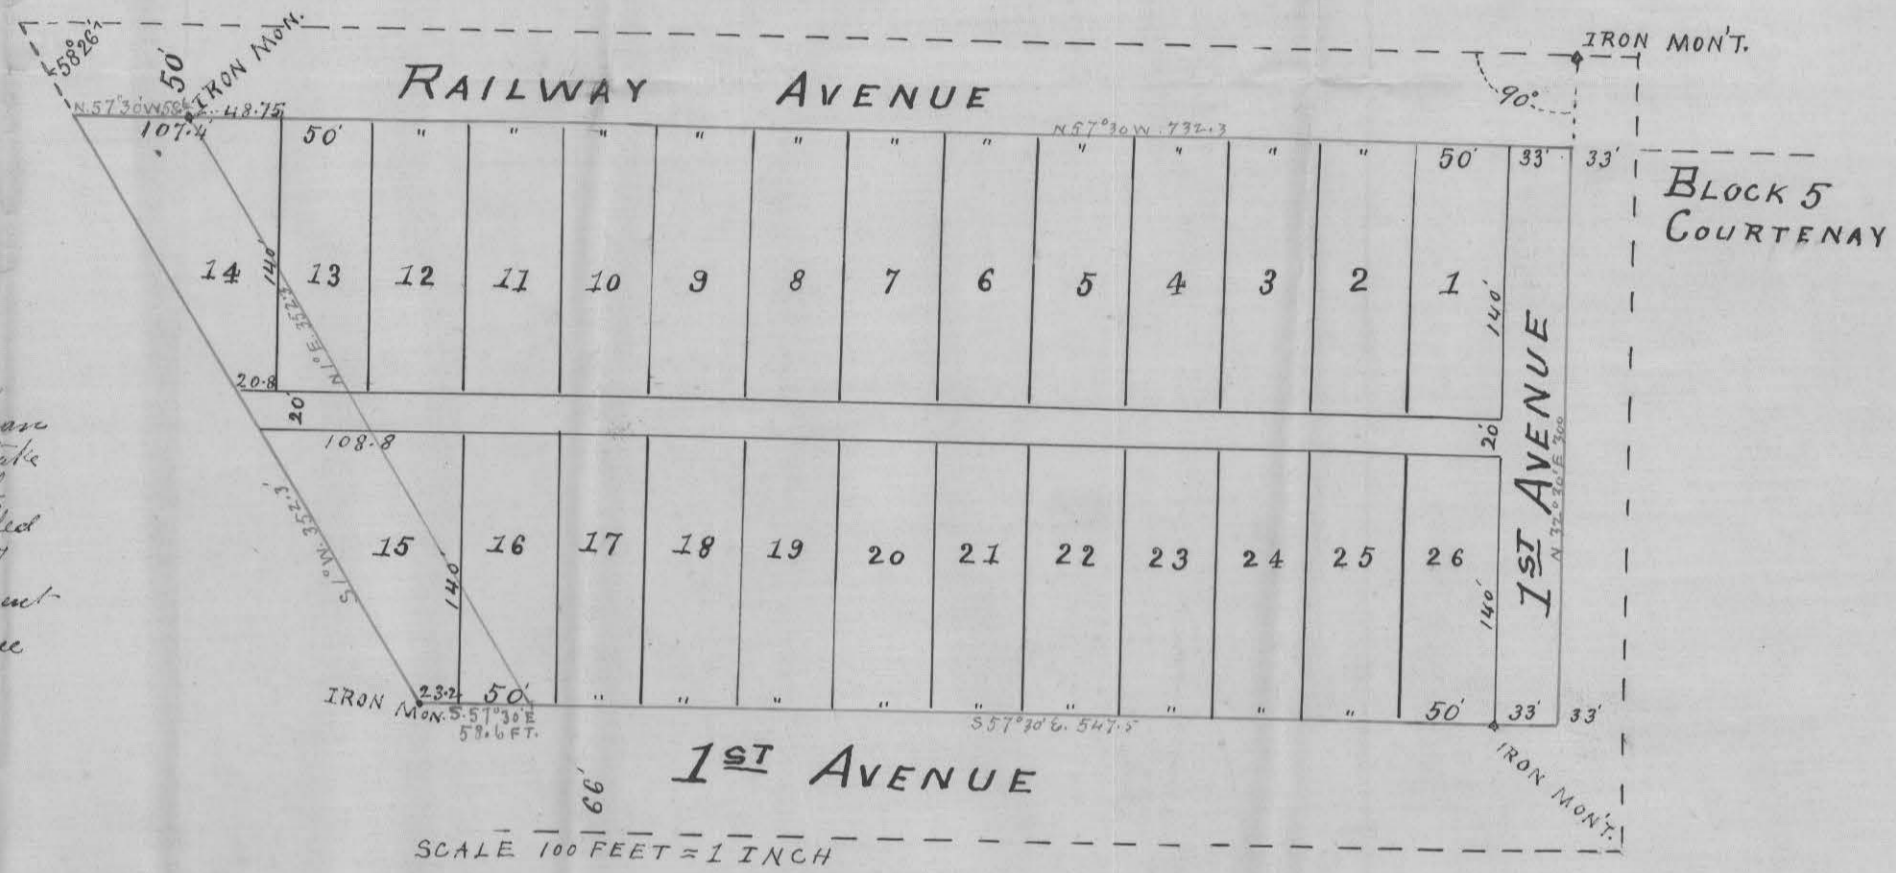 58°26'
50'
IRON MON.
IRON MON'T.
RAILWAY AVENUE
90°
N.57°30'W 58.6
48.75
107.4'
50' " " " " " " " " " " " 50' 33' 33'
N57°30W 732.3
BLOCK 5
COURTENAY
14 13 12 11 10 9 8 7 6 5 4 3 2 1
140'
140'
N1°E. 352.3
20.8
20'
20'
108.8
1ST AVENUE
N 32°30'E 300
S1°W. 352.3'
15 16 17 18 19 20 21 22 23 24 25 26
140'
140'
IRON MON.
23.2 50' " " " " " " " " " 50' 33' 33'
S.57°30'E
58.6 FT.
S57°30'E. 547.5
IRON MON'T.
1ST AVENUE
66'
SCALE 100 FEET = 1 INCH